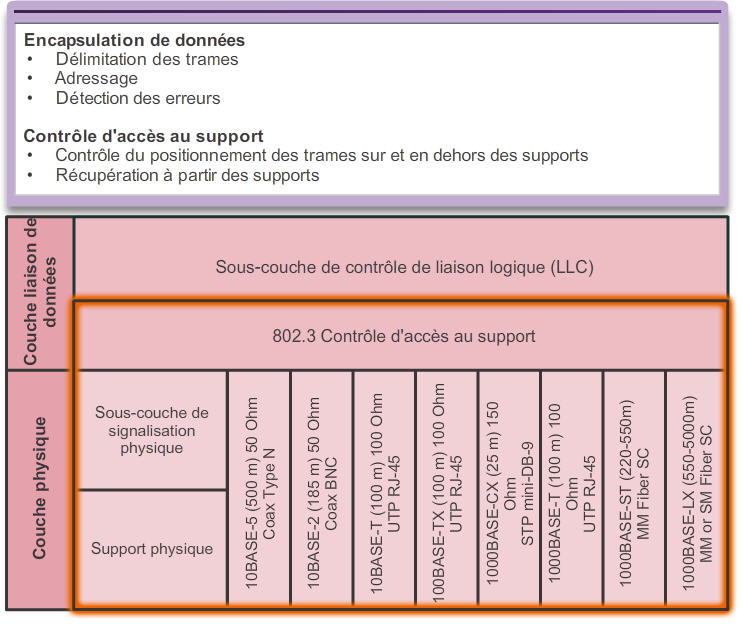 Encapsulation de données
• Délimitation des trames
• Adressage
• Détection des erreurs
Contrôle d'accès au support
• Contrôle du positionnement des trames sur et en dehors des supports
• Récupération à partir des supports
Couche liaison de
données
Sous-couche de contrôle de liaison logique (LLC)
802.3 Contrôle d'accès au support
Couche physique
Sous-couche de
signalisation
physique
Support physique
10BASE-5 (500 m) 50 Ohm
Coax Type N
10BASE-2 (185 m) 50 Ohm
Coax BNC
10BASE-T (100 m) 100 Ohm
UTP RJ-45
100BASE-TX (100 m) 100 Ohm
UTP RJ-45
1000BASE-CX (25 m) 150
Ohm
STP mini-DB-9
1000BASE-T (100 m) 100
Ohm
UTP RJ-45
1000BASE-ST (220-550m)
MM Fiber SC
1000BASE-LX (550-5000m)
MM or SM Fiber SC